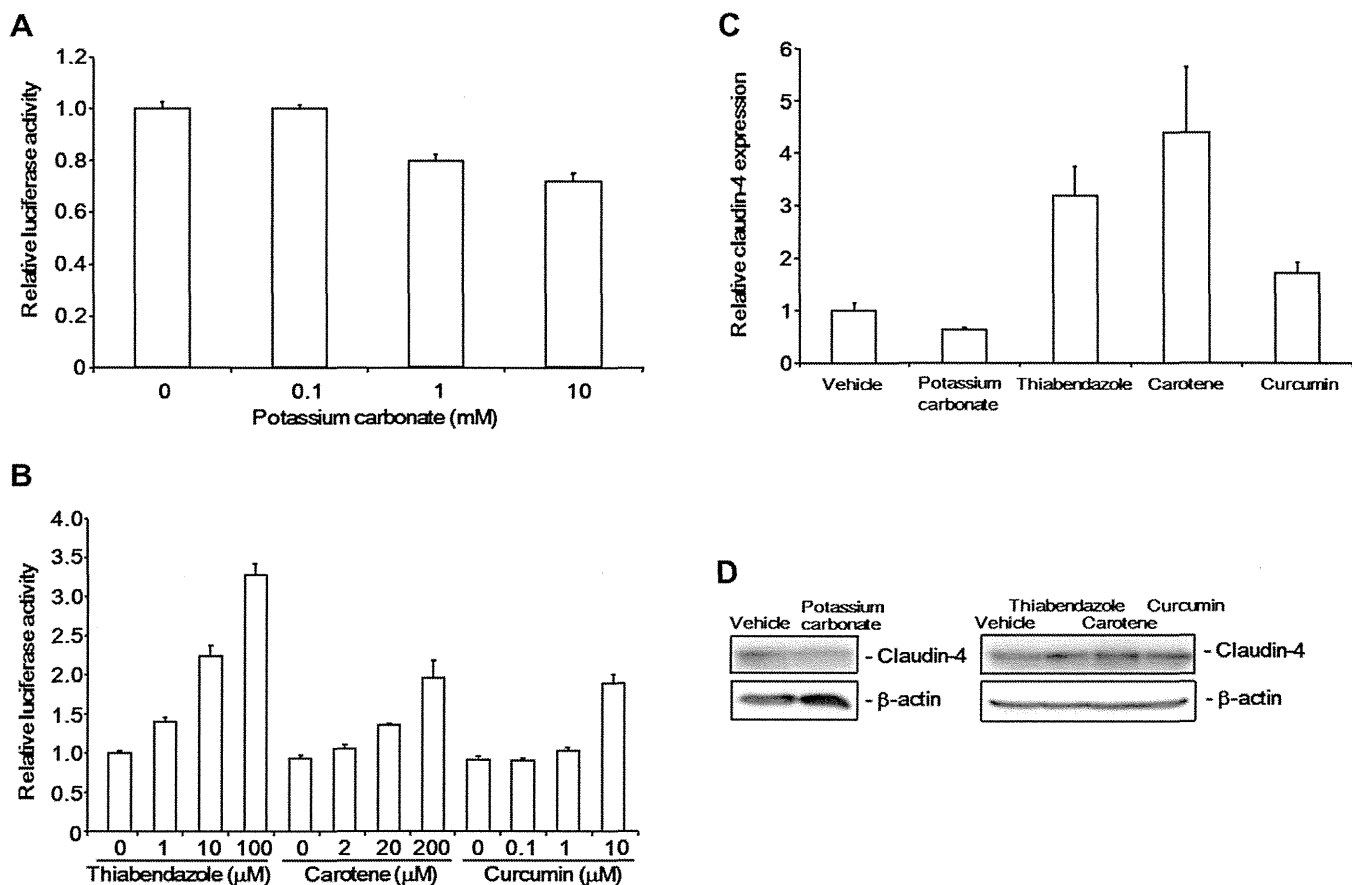 A
1.2
1.0
0.8
0.6
0.4
0.2
0
Relative luciferase activity
0 0.1 1 10
Potassium carbonate (mM)
B
4.0
3.5
3.0
2.5
2.0
1.5
1.0
0.5
0
Relative luciferase activity
0 1 10 100 0 2 20 200 0 0.1 1 10
Thiabendazole (μM) Carotene (μM) Curcumin (μM)
C
6
5
4
3
2
1
0
Relative claudin-4 expression
Vehicle Potassium carbonate Thiabendazole Carotene Curcumin
D
Vehicle Potassium carbonate
- Claudin-4
- β-actin
Thiabendazole Curcumin
Vehicle Carotene
- Claudin-4
- β-actin